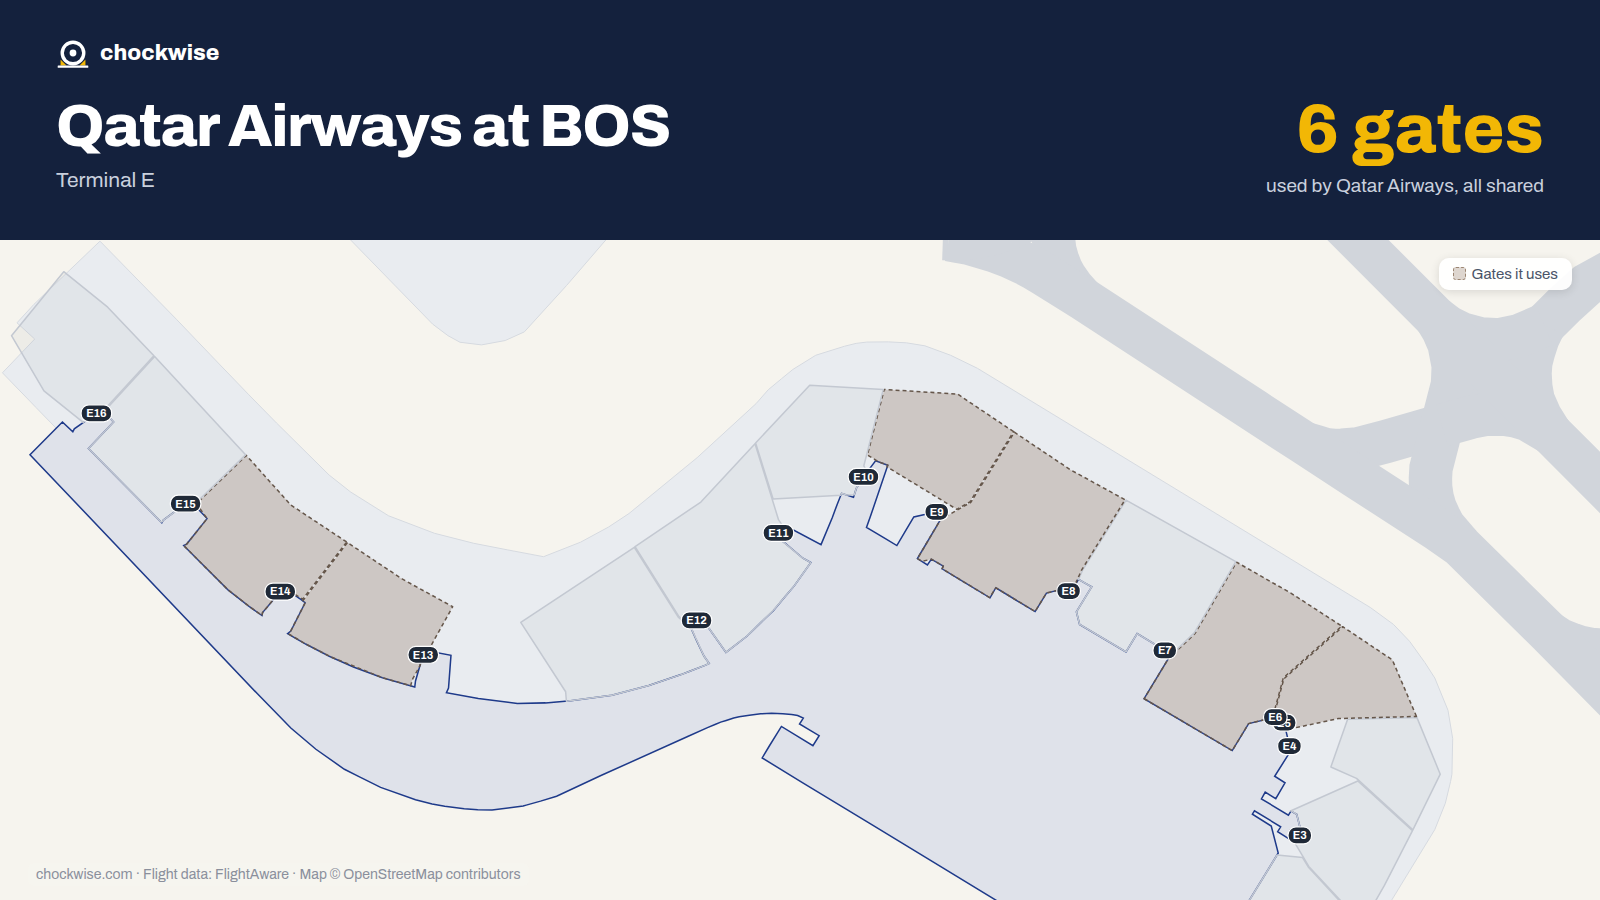 chockwise
Qatar Airways at BOS
Terminal E
6 gates
used by Qatar Airways, all shared
Gates it uses
E16
E15
E14
E13
E12
E11
E10
E9
E8
E7
E6
E4
E3
chockwise.com · Flight data: FlightAware · Map © OpenStreetMap contributors